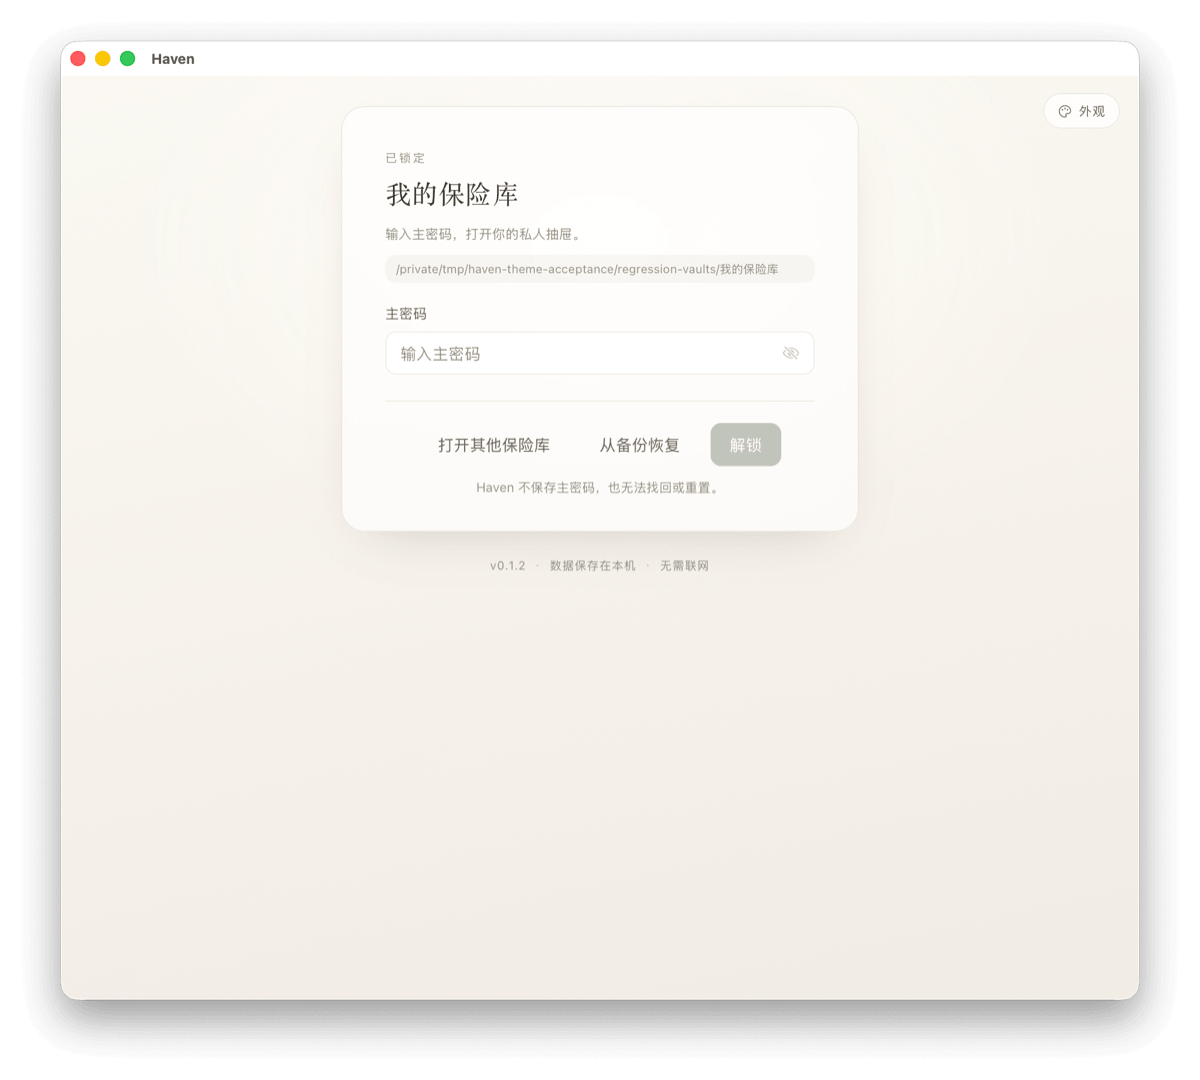 Haven
外观
已锁定
我的保险库
输入主密码，打开你的私人抽屉。
/private/tmp/haven-theme-acceptance/regression-vaults/我的保险库
主密码
输入主密码
打开其他保险库 从备份恢复 解锁
Haven 不保存主密码，也无法找回或重置。
v0.1.2 · 数据保存在本机 · 无需联网